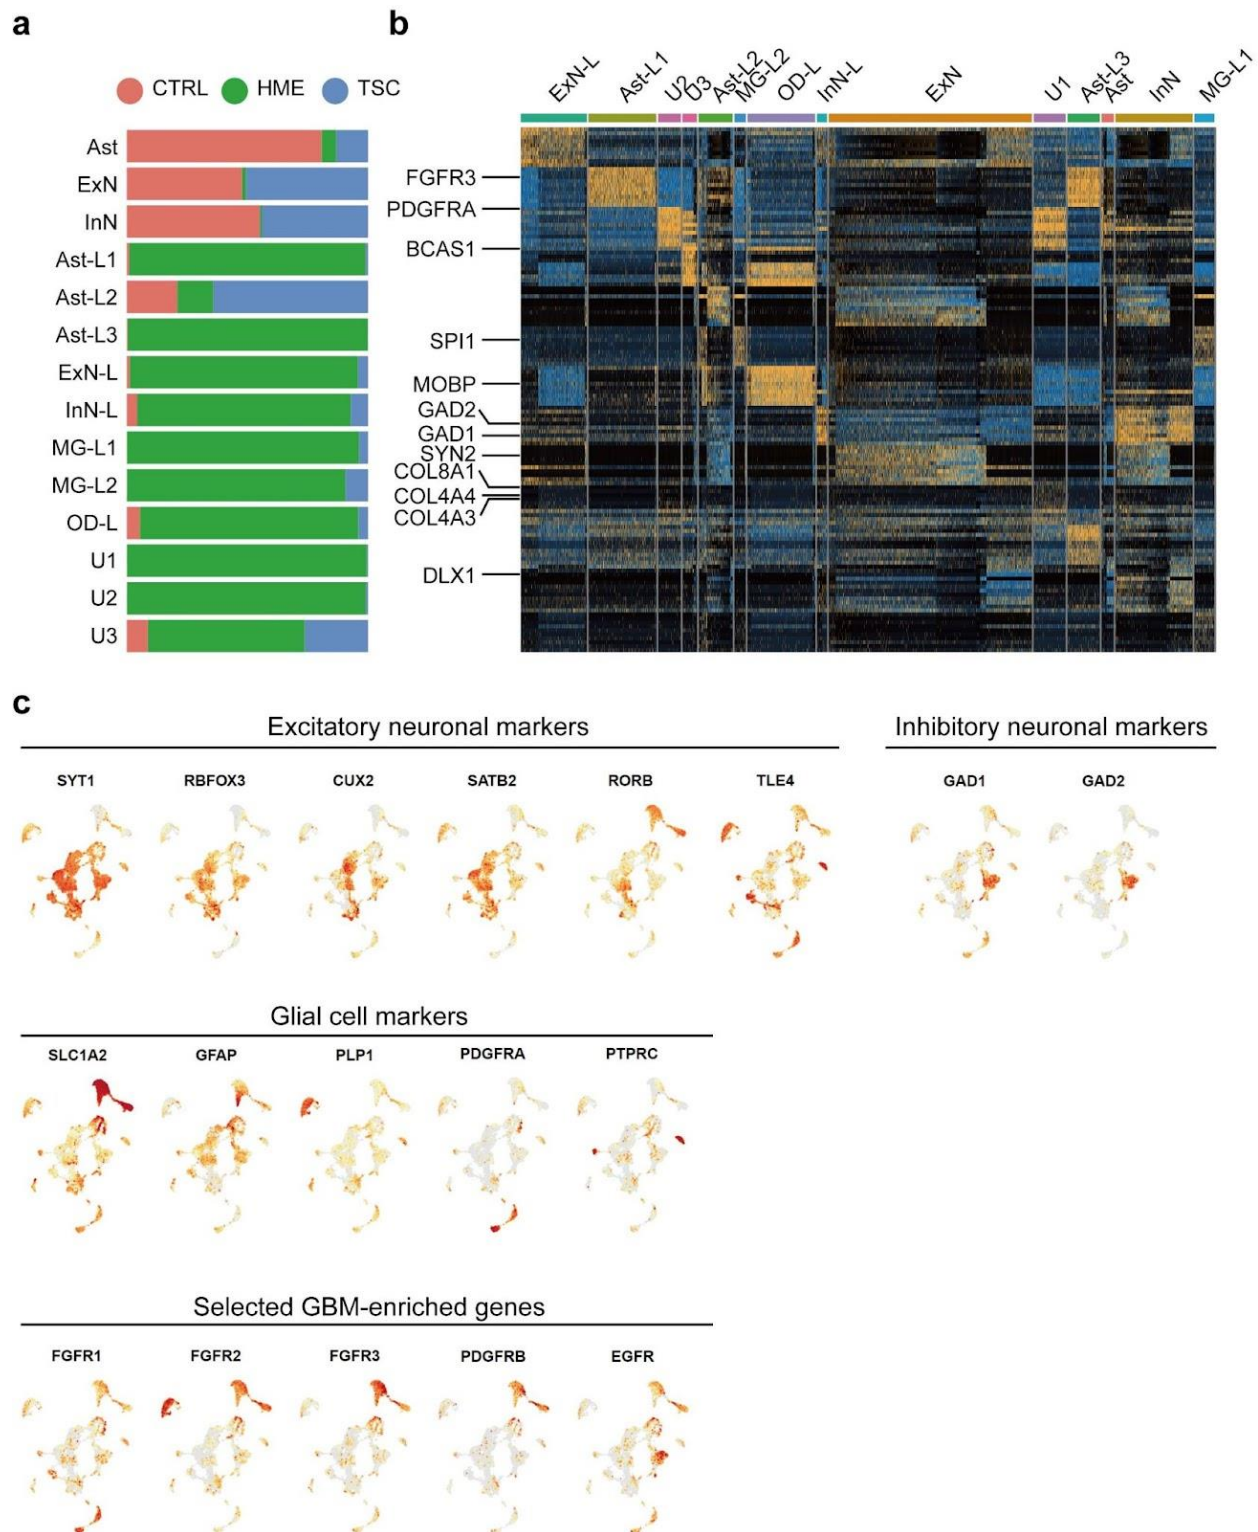 a
CTRL HME TSC
Ast
ExN
InN
Ast-L1
Ast-L2
Ast-L3
ExN-L
InN-L
MG-L1
MG-L2
OD-L
U1
U2
U3
b
ExN-L Ast-L1 U2 U3 Ast-L2 MG-L2 OD-L InN-L ExN U1 Ast-L3 Ast InN MG-L1
FGFR3
PDGFRA
BCAS1
SPI1
MOBP
GAD2
GAD1
SYN2
COL8A1
COL4A4
COL4A3
DLX1
c
Excitatory neuronal markers
Inhibitory neuronal markers
SYT1 RBFOX3 CUX2 SATB2 RORB TLE4 GAD1 GAD2
Glial cell markers
SLC1A2 GFAP PLP1 PDGFRA PTPRC
Selected GBM-enriched genes
FGFR1 FGFR2 FGFR3 PDGFRB EGFR